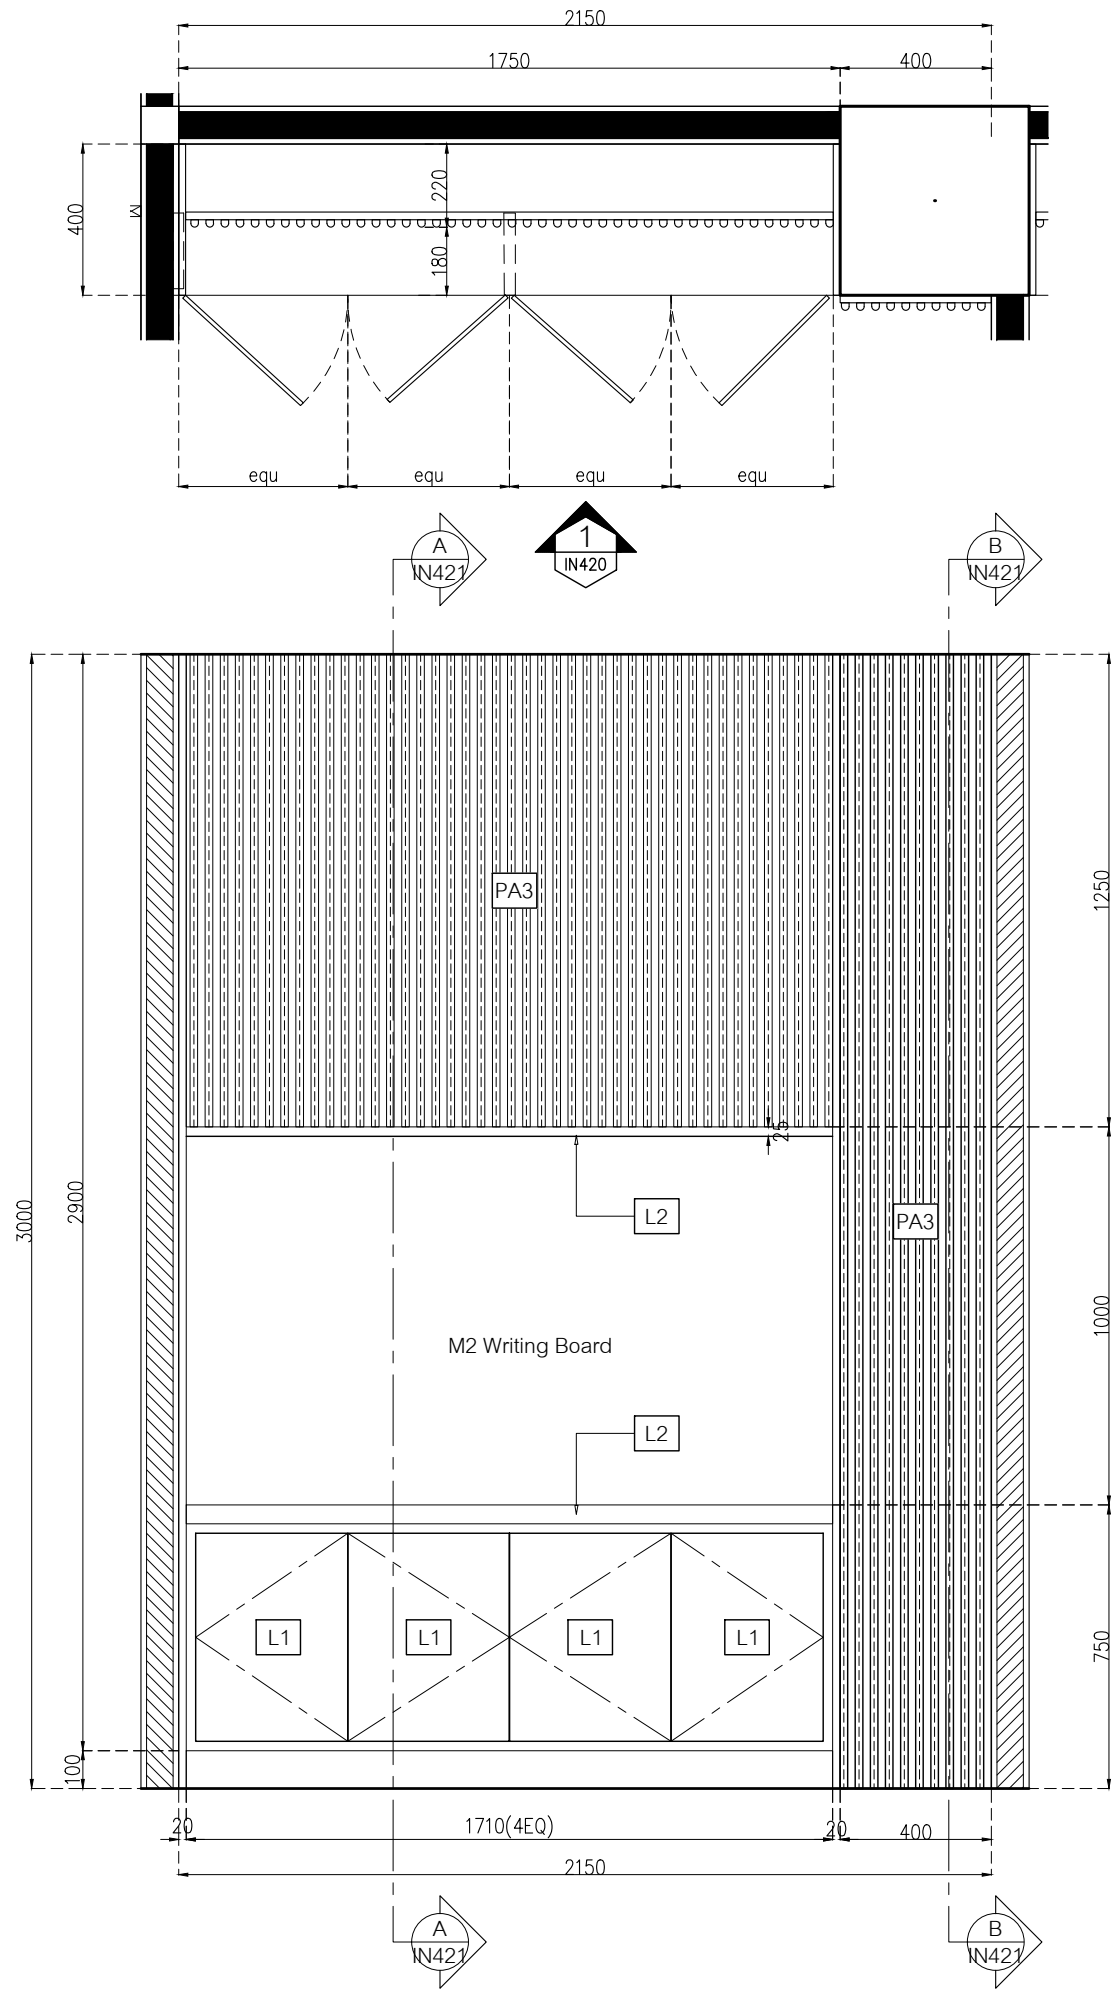 2150
1750
400
400
220
180
M
equ
equ
equ
equ
1
IN420
A
IN421
B
IN421
3000
2900
100
PA3
25
L2
PA3
M2 Writing Board
L2
L1
L1
L1
L1
1250
1000
750
20
1710(4EQ)
20
400
2150
A
IN421
B
IN421